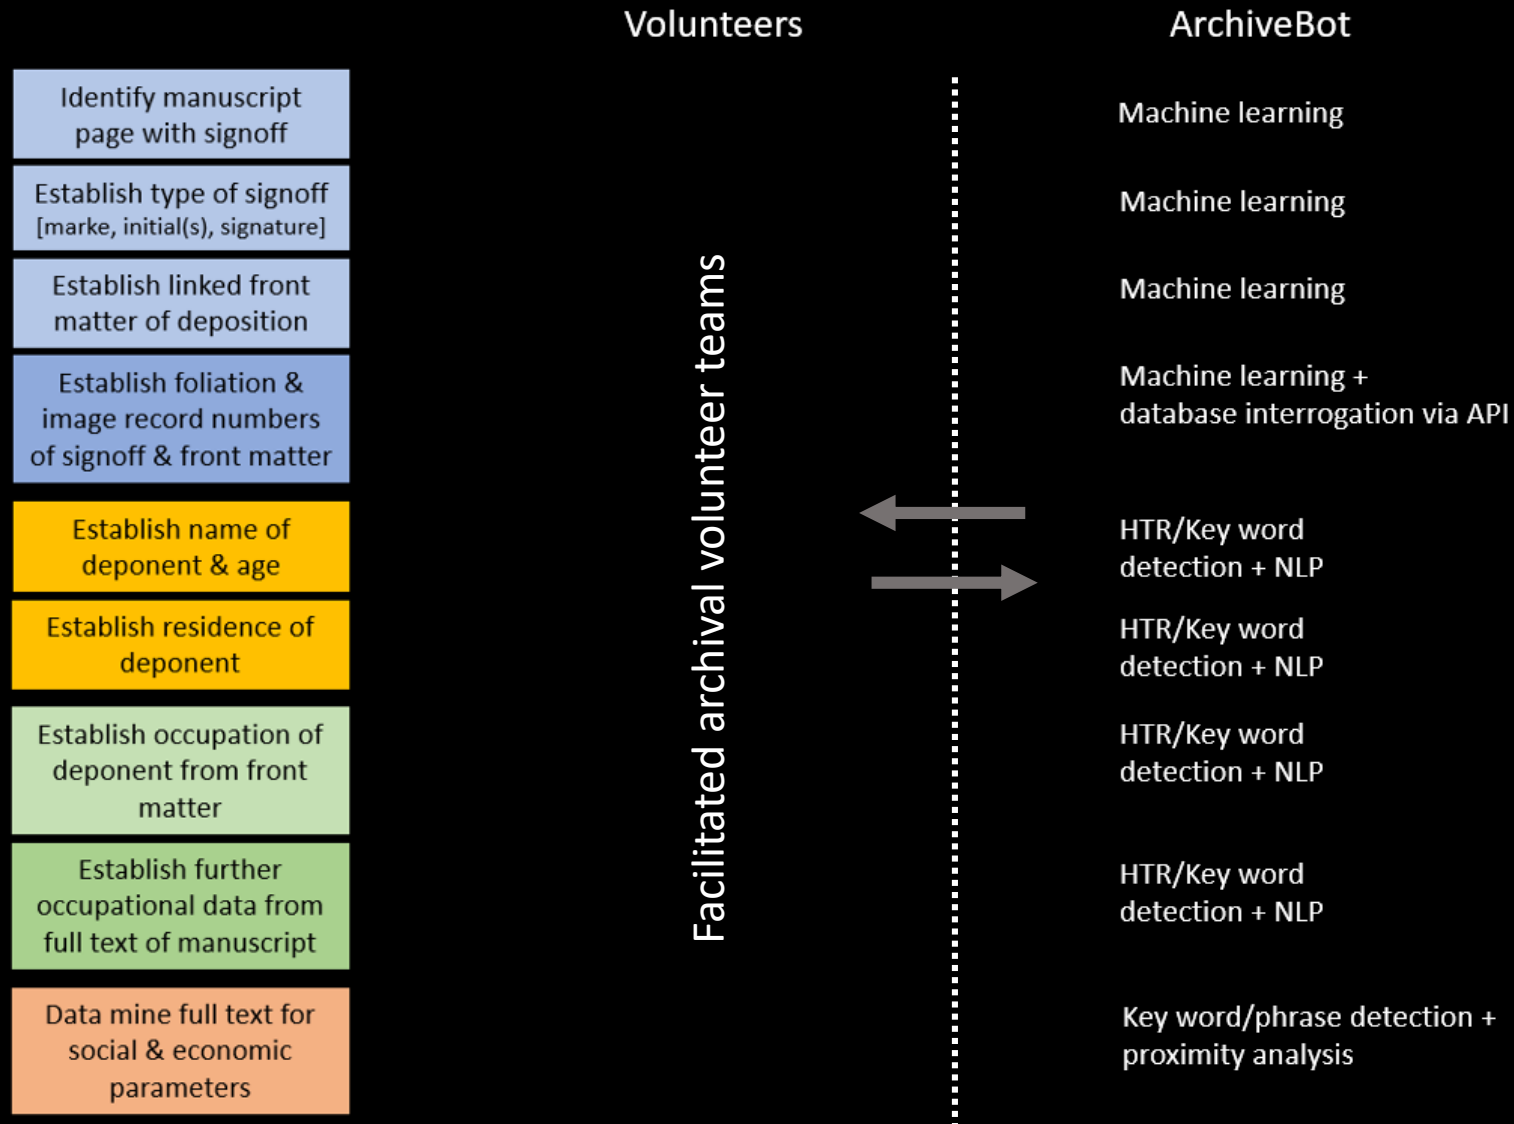 Volunteers
ArchiveBot
Identify manuscript
page with signoff
Machine learning
Establish type of signoff
[marke, initial(s), signature]
Machine learning
Establish linked front
matter of deposition
Machine learning
Establish foliation &
image record numbers
of signoff & front matter
Machine learning +
database interrogation via API
Facilitated archival volunteer teams
Establish name of
deponent & age
HTR/Key word
detection + NLP
Establish residence of
deponent
HTR/Key word
detection + NLP
Establish occupation of
deponent from front
matter
HTR/Key word
detection + NLP
Establish further
occupational data from
full text of manuscript
HTR/Key word
detection + NLP
Data mine full text for
social & economic
parameters
Key word/phrase detection +
proximity analysis